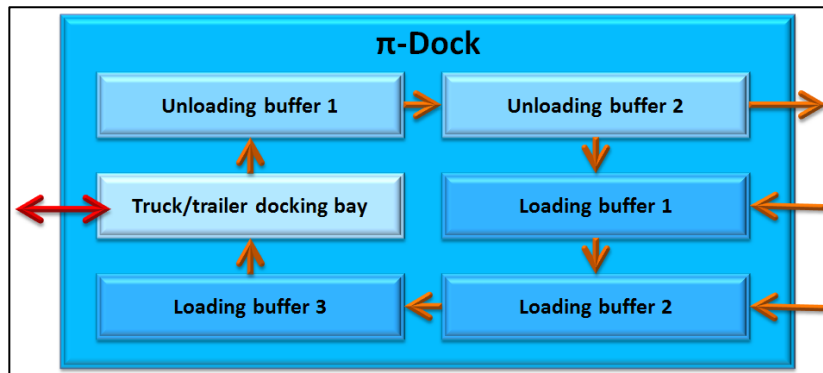 π-Dock
Unloading buffer 1
Unloading buffer 2
Truck/trailer docking bay
Loading buffer 1
Loading buffer 3
Loading buffer 2